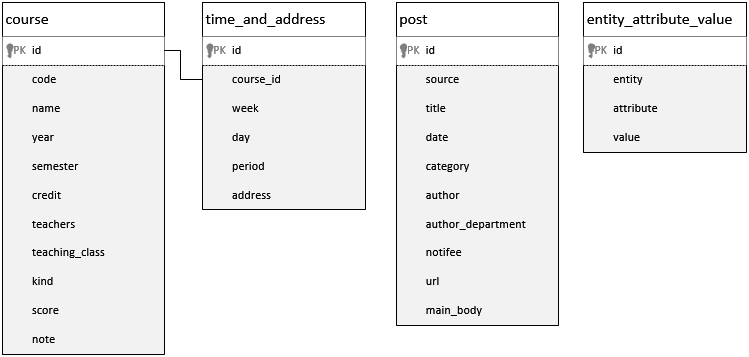 course
PK id
code
name
year
semester
credit
teachers
teaching_class
kind
score
note
time_and_address
PK id
course_id
week
day
period
address
post
PK id
source
title
date
category
author
author_department
notifee
url
main_body
entity_attribute_value
PK id
entity
attribute
value